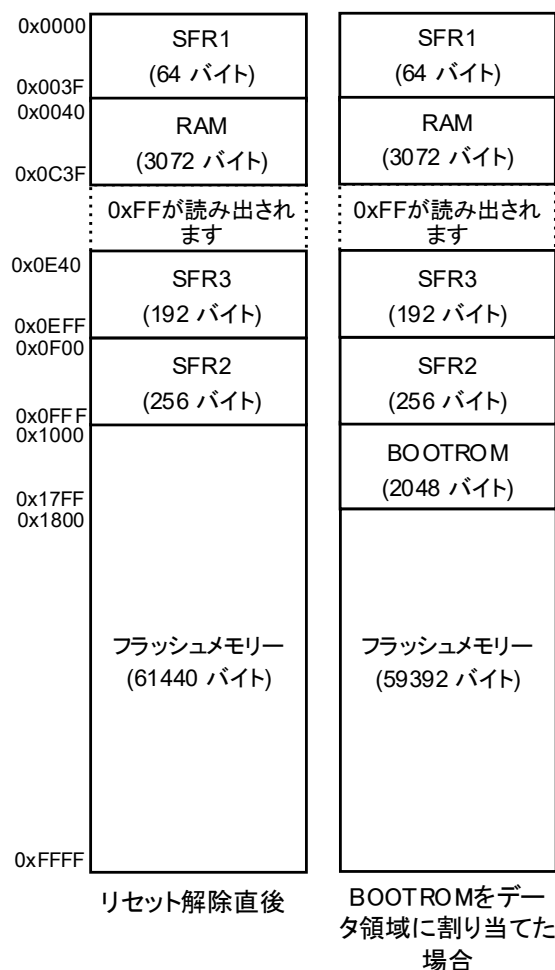 0x0000
SFR1
(64 バイト)
0x003F
0x0040
RAM
(3072 バイト)
0x0C3F
0xFFが読み出され
ます
0x0E40
SFR3
(192 バイト)
0x0EFF
0x0F00
SFR2
(256 バイト)
0x0FFF
0x1000
0x17FF
0x1800
フラッシュメモリー
(61440 バイト)
0xFFFF
リセット解除直後
SFR1
(64 バイト)
RAM
(3072 バイト)
0xFFが読み出され
ます
SFR3
(192 バイト)
SFR2
(256 バイト)
BOOTROM
(2048 バイト)
フラッシュメモリー
(59392 バイト)
BOOTROMをデー
タ領域に割り当てた
場合